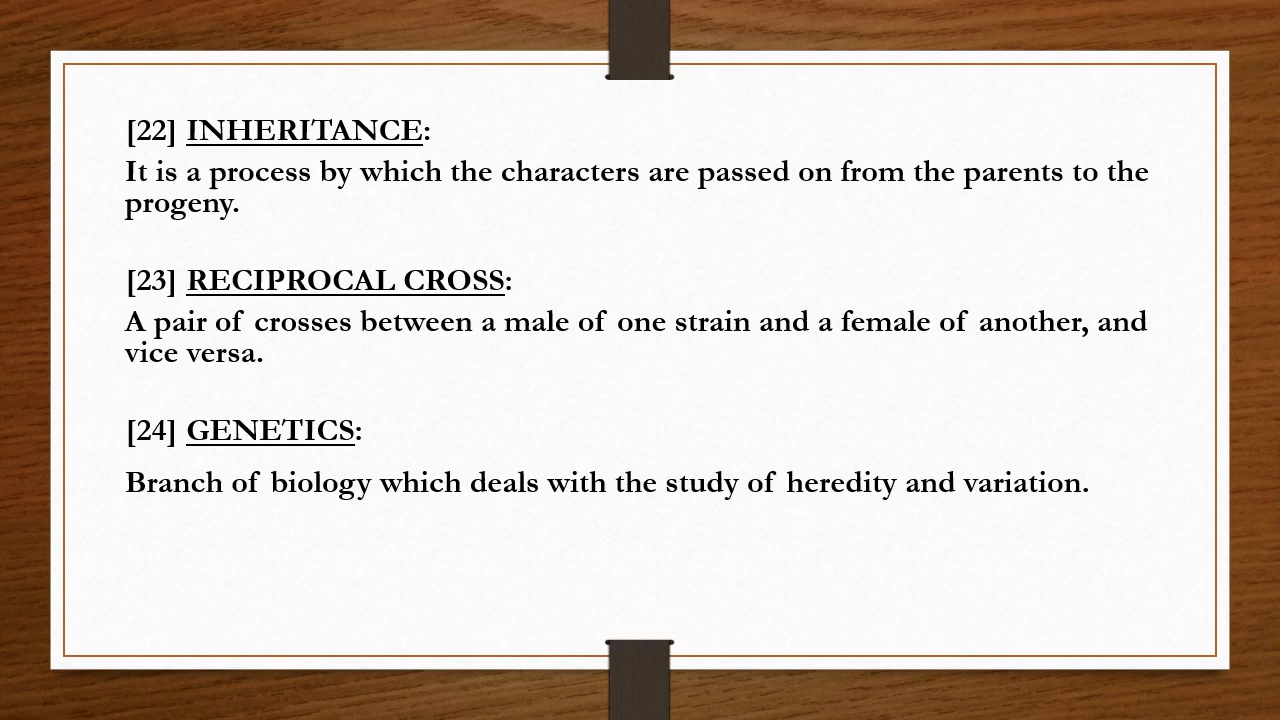 [22] INHERITANCE:
It is a process by which the characters are passed on from the parents to the
progeny.
[23] RECIPROCAL CROSS:
A pair of crosses between a male of one strain and a female of another, and
vice versa.
[24] GENETICS:
Branch of biology which deals with the study of heredity and variation.